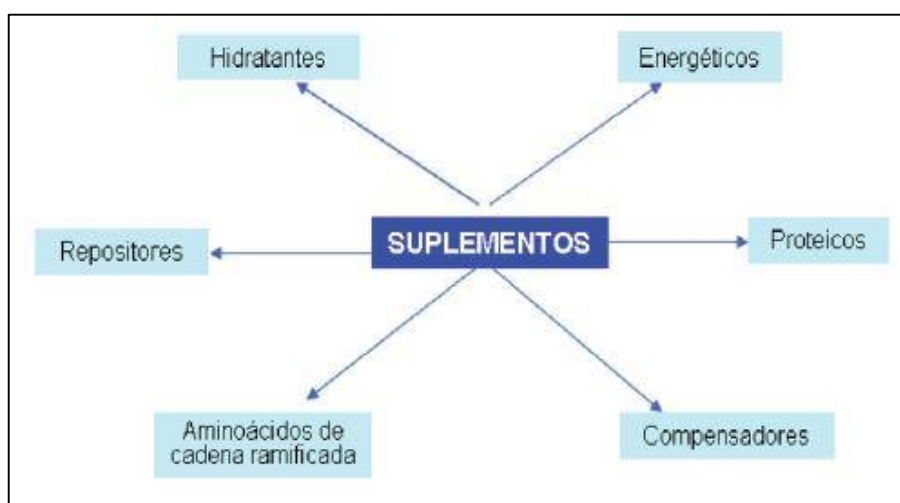 Hidratantes
Energéticos
SUPLEMENTOS
Repositores
Proteicos
Aminoácidos de
cadena ramificada
Compensadores